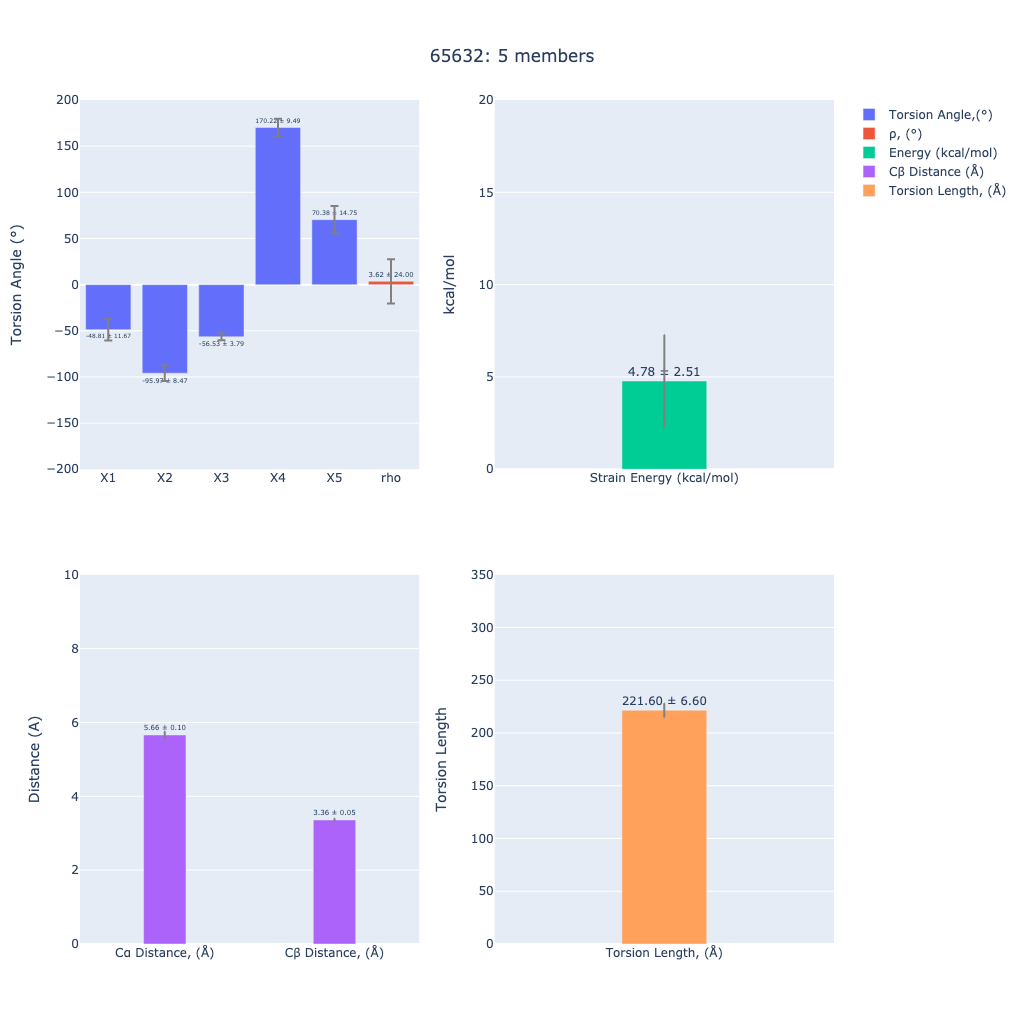 65632: 5 members
Torsion Angle (°)
200
150
100
50
0
−50
−100
−150
−200
−48.81 ± 11.67
−95.97 ± 8.47
−56.53 ± 3.79
170.22 ± 9.49
70.38 ± 14.75
3.62 ± 24.00
X1 X2 X3 X4 X5 rho
kcal/mol
20
15
10
5
0
4.78 ± 2.51
Strain Energy (kcal/mol)
Torsion Angle,(°)
ρ, (°)
Energy (kcal/mol)
Cβ Distance (Å)
Torsion Length, (Å)
Distance (A)
10
8
6
4
2
0
5.66 ± 0.10
3.36 ± 0.05
Cα Distance, (Å) Cβ Distance, (Å)
Torsion Length
350
300
250
200
150
100
50
0
221.60 ± 6.60
Torsion Length, (Å)